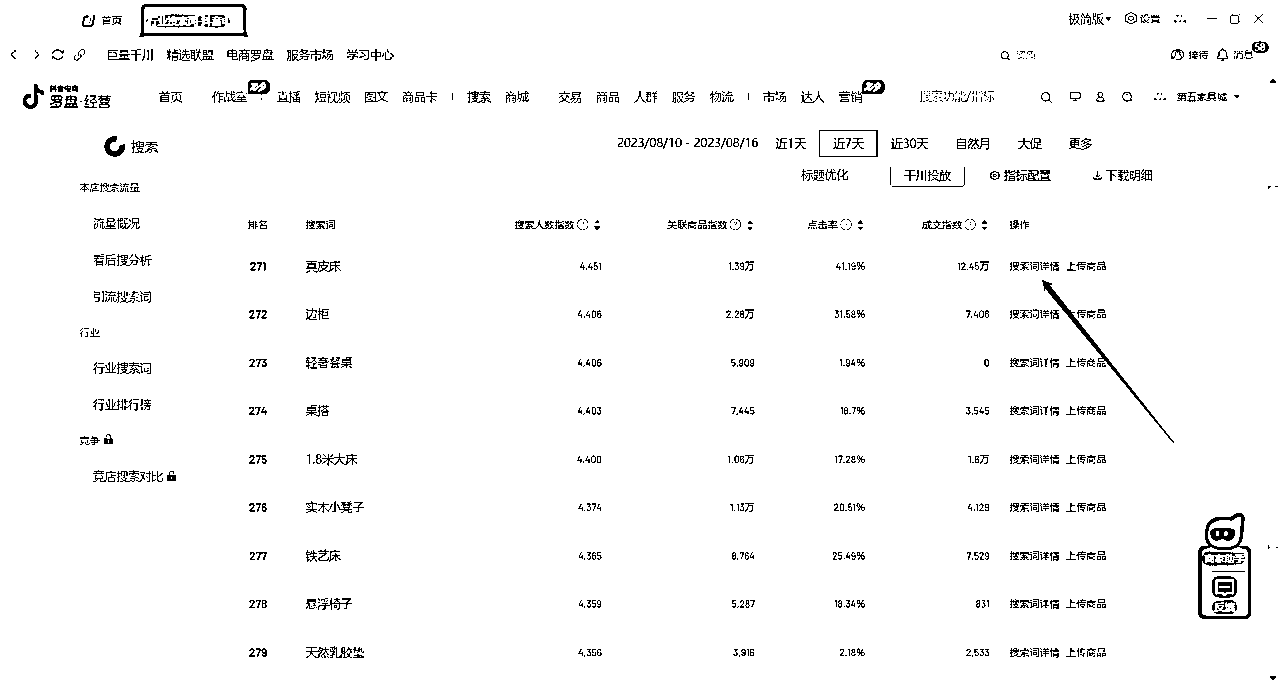 首页
极简版 设置
巨量千川 精选联盟 电商罗盘 服务市场 学习中心
接待 消息 58
抖音电商
罗盘·经营
首页 作战室 直播 短视频 图文 商品卡 搜索 商城 交易 商品 人群 服务 物流 市场 达人 营销 搜索功能/指标 第五家具城
搜索
2023/08/10 - 2023/08/16 近1天 近7天 近30天 自然月 大促 更多
标题优化 千川投放 指标配置 下载明细
本店搜索流量
流量概况
看后搜分析
引流搜索词
行业
行业搜索词
行业排行榜
竞争
竞店搜索对比
排名 搜索词 搜索人数指数 关联商品指数 点击率 成交指数 操作
271 真皮床 4,451 1.39万 41.19% 12.45万 搜索词详情 上传商品
272 边柜 4,406 2.26万 31.58% 7,406 搜索词详情 上传商品
273 轻奢餐桌 4,406 5,909 1.94% 0 搜索词详情 上传商品
274 桌搭 4,403 7,445 18.7% 3,545 搜索词详情 上传商品
275 1.8米大床 4,400 1.06万 17.28% 1.6万 搜索词详情 上传商品
276 实木小凳子 4,374 1.13万 20.51% 4,129 搜索词详情 上传商品
277 铁艺床 4,365 8,764 25.49% 7,529 搜索词详情 上传商品
278 悬浮椅子 4,359 5,287 18.34% 831 搜索词详情 上传商品
279 天然乳胶垫 4,356 3,916 2.18% 2,533 搜索词详情 上传商品
反馈